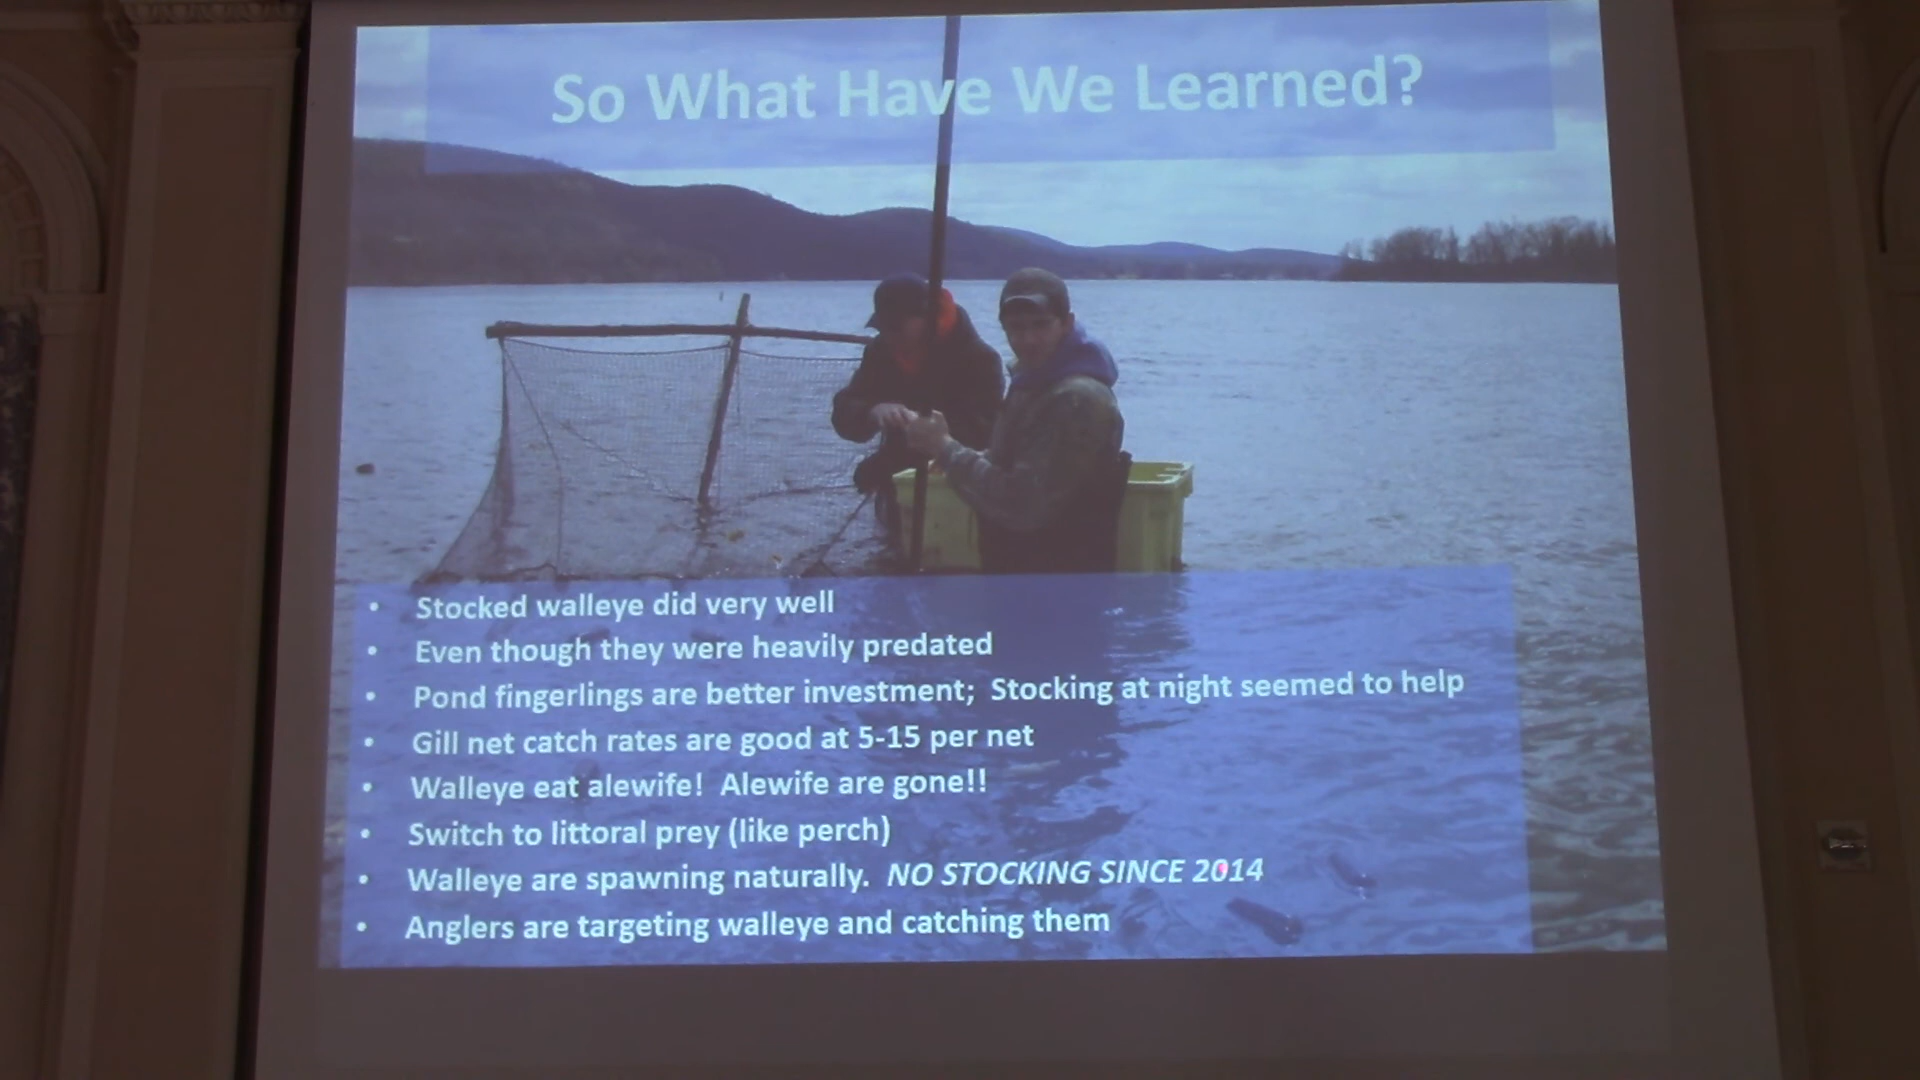 So What Have We Learned?
• Stocked walleye did very well
• Even though they were heavily predated
• Pond fingerlings are better investment; Stocking at night seemed to help
• Gill net catch rates are good at 5-15 per net
• Walleye eat alewife! Alewife are gone!!
• Switch to littoral prey (like perch)
• Walleye are spawning naturally. NO STOCKING SINCE 2014
• Anglers are targeting walleye and catching them